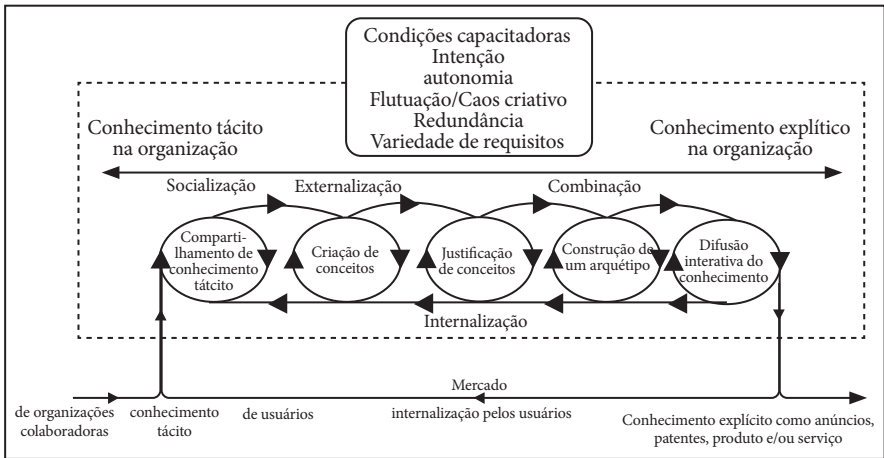 Condições capacitadoras
Intenção
autonomia
Flutuação/Caos criativo
Redundância
Variedade de requisitos
Conhecimento tácito
na organização
Conhecimento explítico
na organização
Socialização
Externalização
Combinação
Comparti-
lhamento de
conhecimento
tátcito
Criação de
conceitos
Justificação
de conceitos
Construção de
um arquétipo
Difusão
interativa do
conhecimento
Internalização
Mercado
de organizações
colaboradoras
conhecimento
tácito
de usuários
internalização pelos usuários
Conhecimento explícito como anúncios,
patentes, produto e/ou serviço